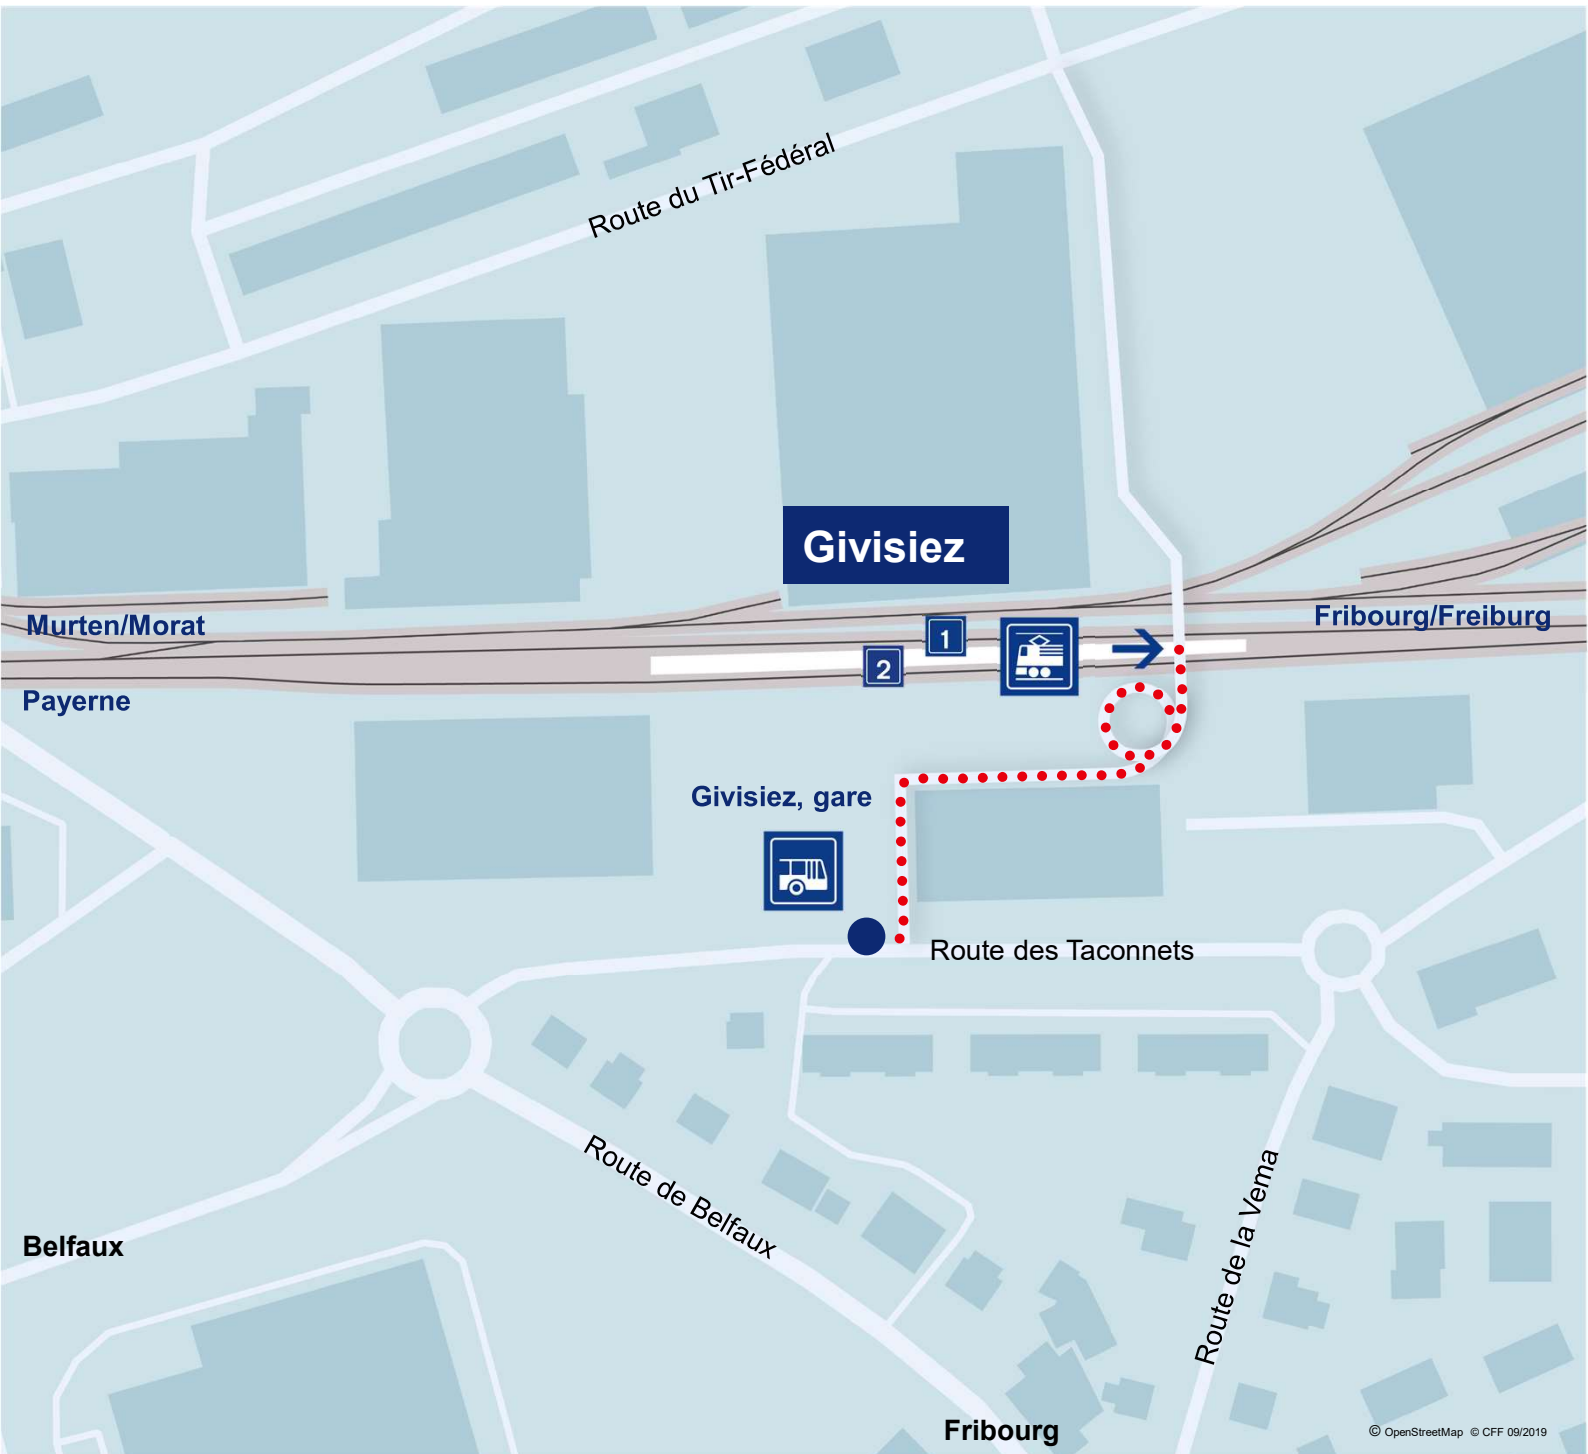 Route du Tir-Fédéral
Givisiez
Murten/Morat
1
Fribourg/Freiburg
2
Payerne
Givisiez, gare
Route des Taconnets
Route de Belfaux
Route de la Vema
Belfaux
Fribourg
© OpenStreetMap © CFF 09/2019